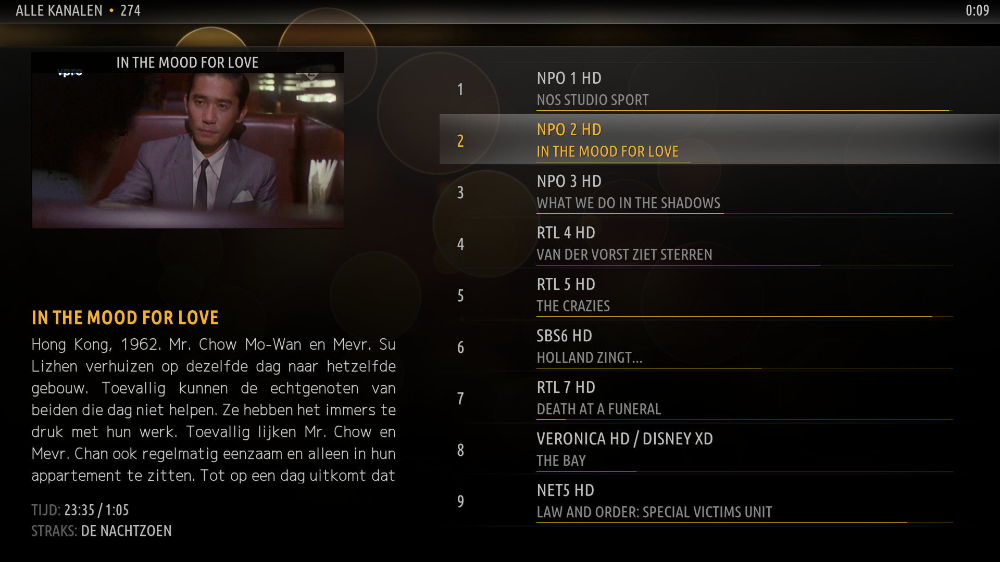 ALLE KANALEN • 274
0:09
IN THE MOOD FOR LOVE
vpro
IN THE MOOD FOR LOVE
Hong Kong, 1962. Mr. Chow Mo-Wan en Mevr. Su
Lizhen verhuizen op dezelfde dag naar hetzelfde
gebouw. Toevallig kunnen de echtgenoten van
beiden die dag niet helpen. Ze hebben het immers te
druk met hun werk. Toevallig lijken Mr. Chow en
Mevr. Chan ook regelmatig eenzaam en alleen in hun
appartement te zitten. Tot op een dag uitkomt dat
TIJD: 23:35 / 1:05
STRAKS: DE NACHTZOEN
1
NPO 1 HD
NOS STUDIO SPORT
2
NPO 2 HD
IN THE MOOD FOR LOVE
3
NPO 3 HD
WHAT WE DO IN THE SHADOWS
4
RTL 4 HD
VAN DER VORST ZIET STERREN
5
RTL 5 HD
THE CRAZIES
6
SBS6 HD
HOLLAND ZINGT...
7
RTL 7 HD
DEATH AT A FUNERAL
8
VERONICA HD / DISNEY XD
THE BAY
9
NET5 HD
LAW AND ORDER: SPECIAL VICTIMS UNIT